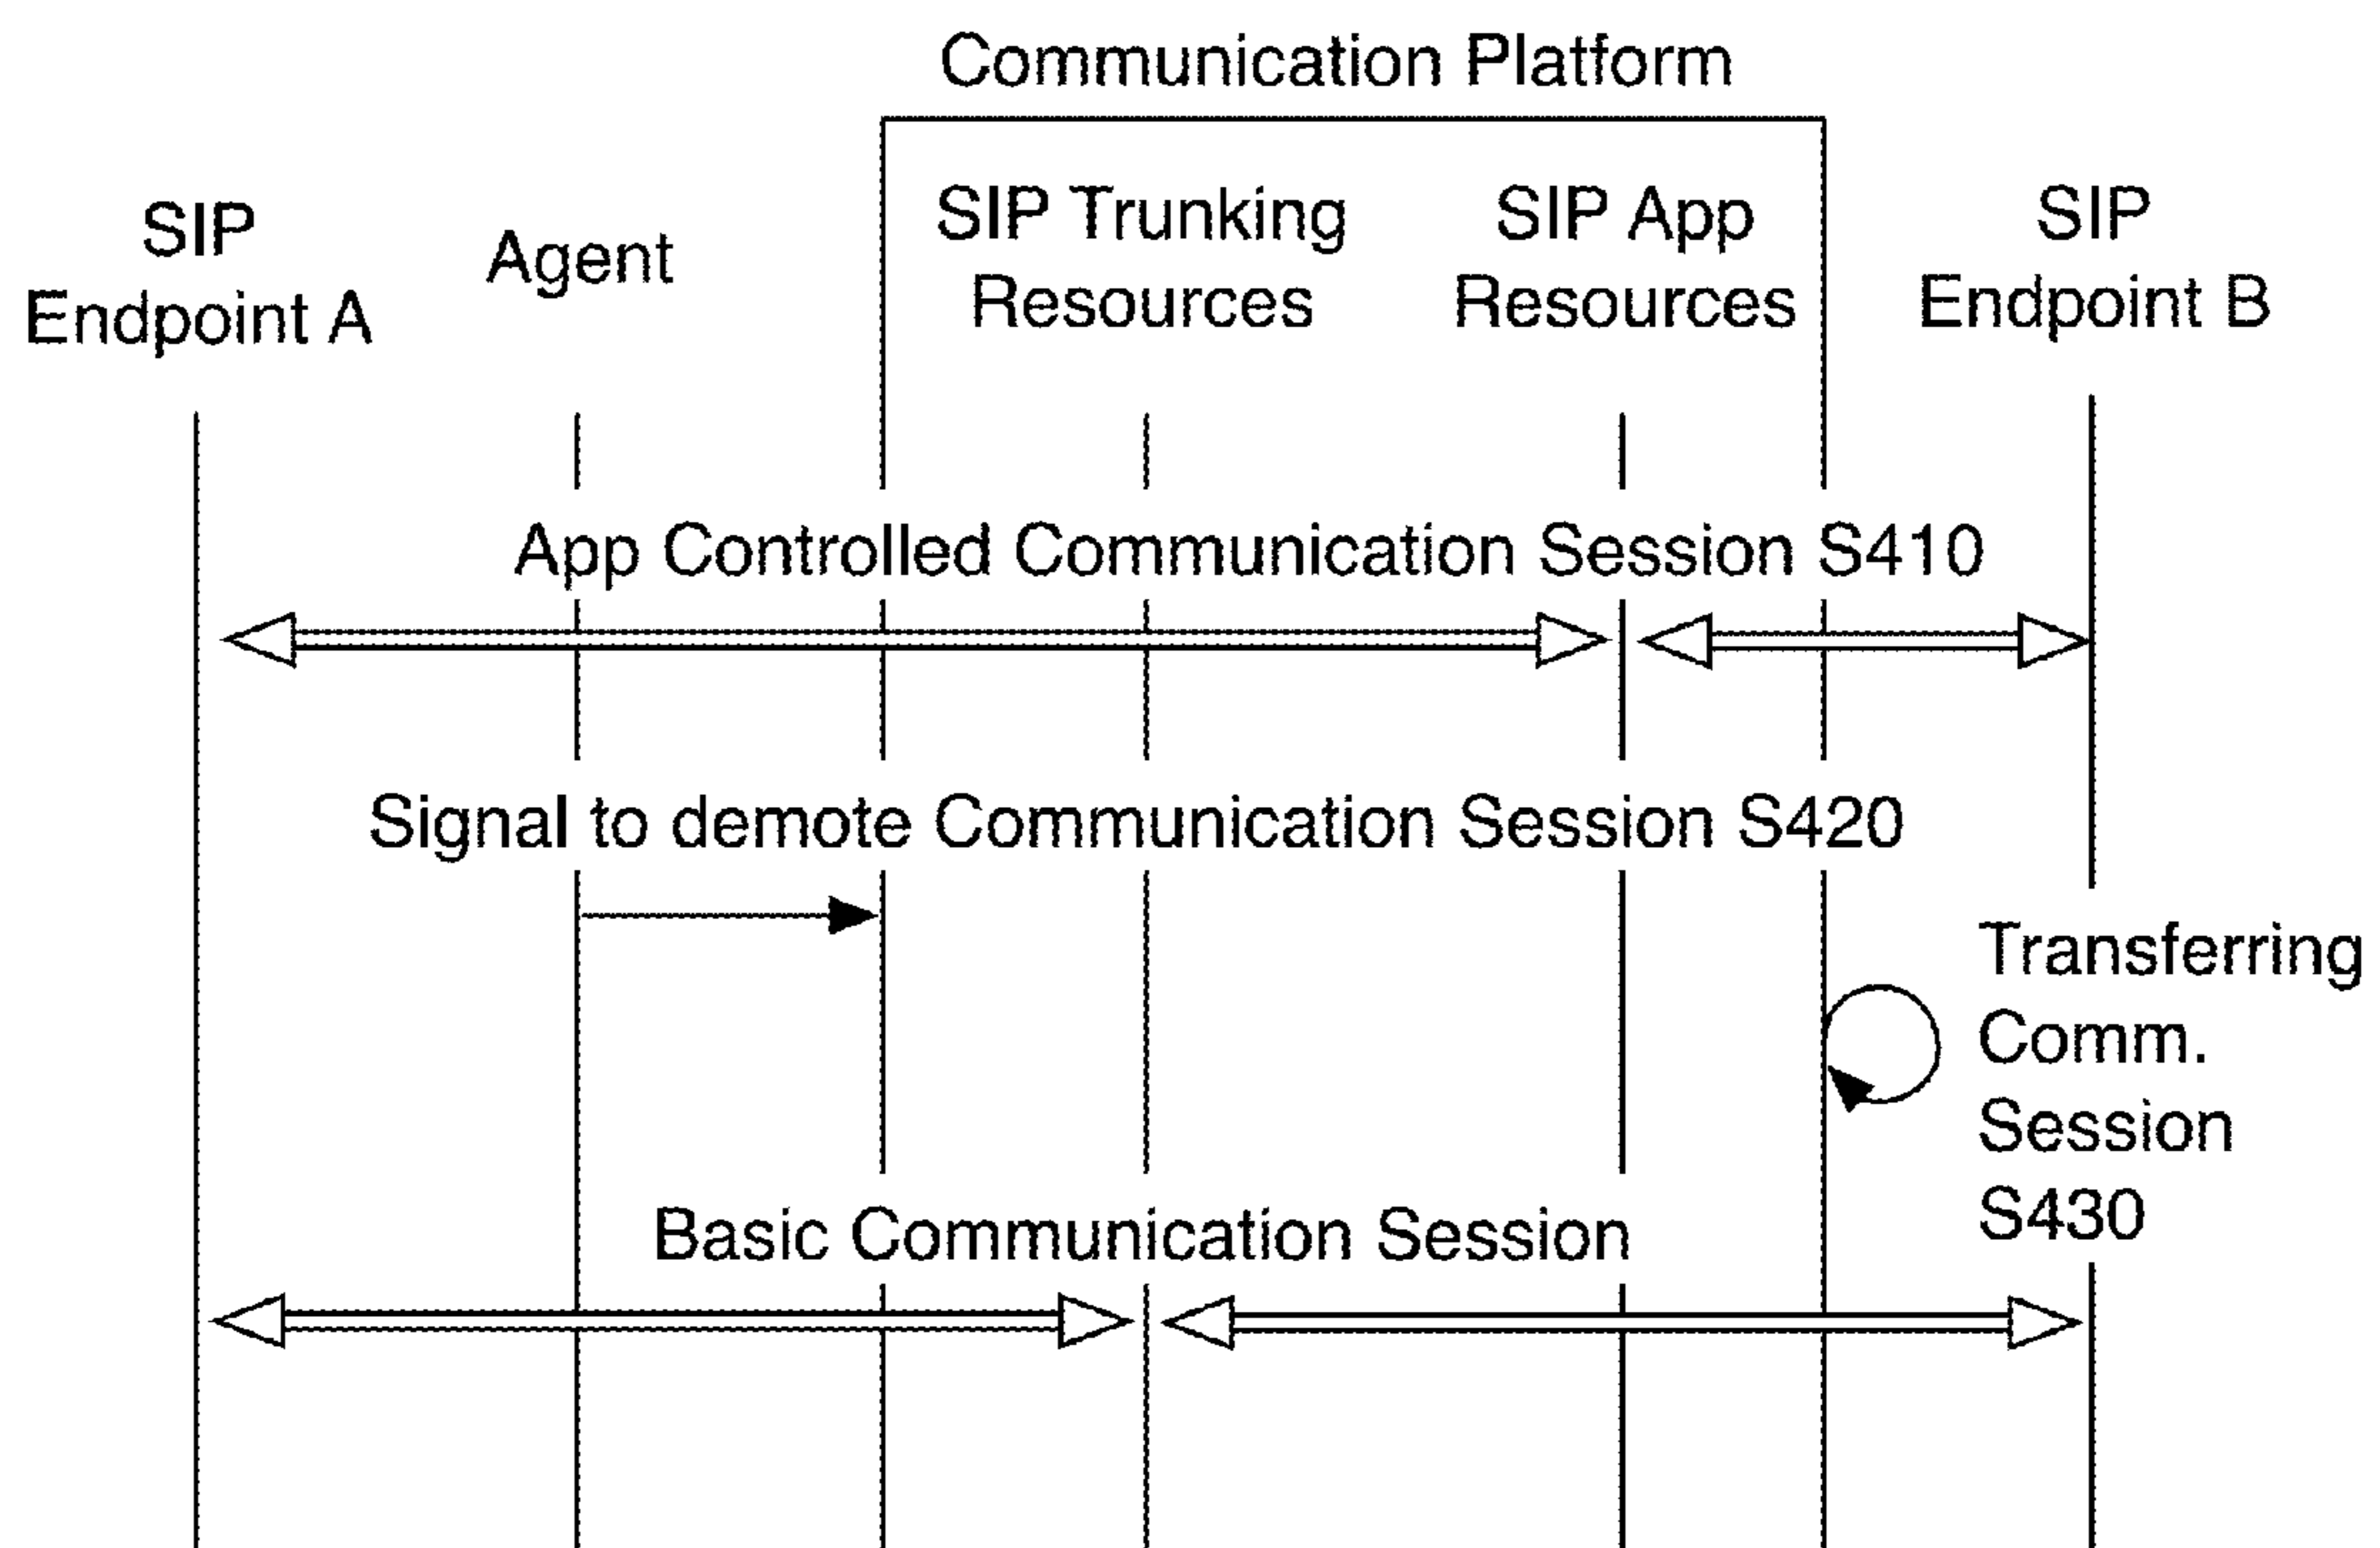 Communication Platform
SIP
Endpoint A
Agent
SIP Trunking
Resources
SIP App
Resources
SIP
Endpoint B
App Controlled Communication Session S410
Signal to demote Communication Session S420
Transferring
Comm.
Session
S430
Basic Communication Session